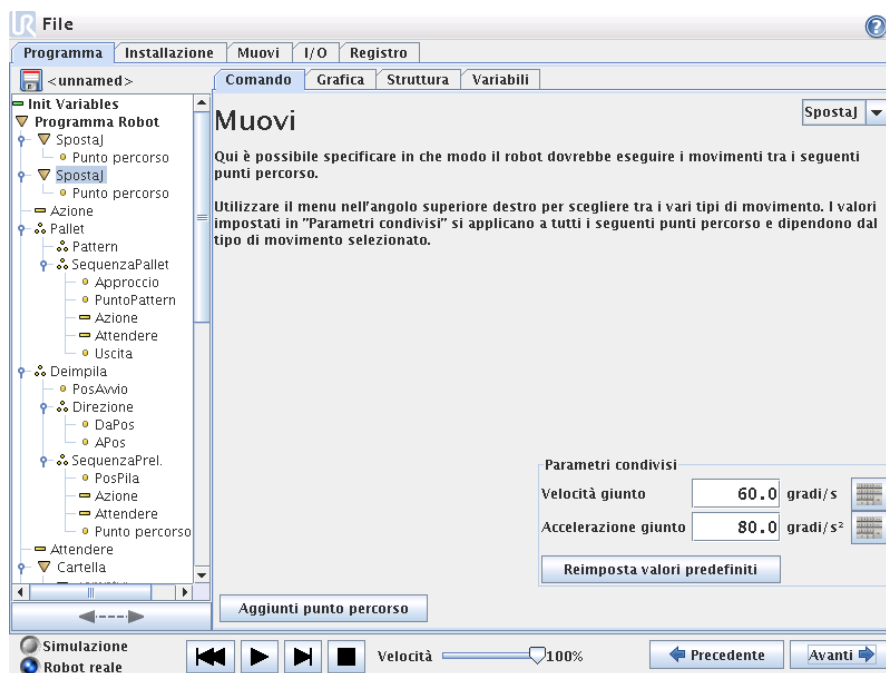 UR File
?
Programma Installazione Muovi I/O Registro
<unnamed>
Comando Grafica Struttura Variabili
Init Variables
Programma Robot
SpostaJ
Punto percorso
SpostaJ
Punto percorso
Azione
Pallet
Pattern
SequenzaPallet
Approccio
PuntoPattern
Azione
Attendere
Uscita
Deimpila
PosAvvio
Direzione
DaPos
APos
SequenzaPrel.
PosPila
Azione
Attendere
Punto percorso
Attendere
Cartella
Muovi
SpostaJ
Qui è possibile specificare in che modo il robot dovrebbe eseguire i movimenti tra i seguenti
punti percorso.
Utilizzare il menu nell'angolo superiore destro per scegliere tra i vari tipi di movimento. I valori
impostati in "Parametri condivisi" si applicano a tutti i seguenti punti percorso e dipendono dal
tipo di movimento selezionato.
Parametri condivisi
Velocità giunto 60.0 gradi/s
Accelerazione giunto 80.0 gradi/s²
Reimposta valori predefiniti
Aggiunti punto percorso
Simulazione
Robot reale
Velocità 100%
Precedente
Avanti